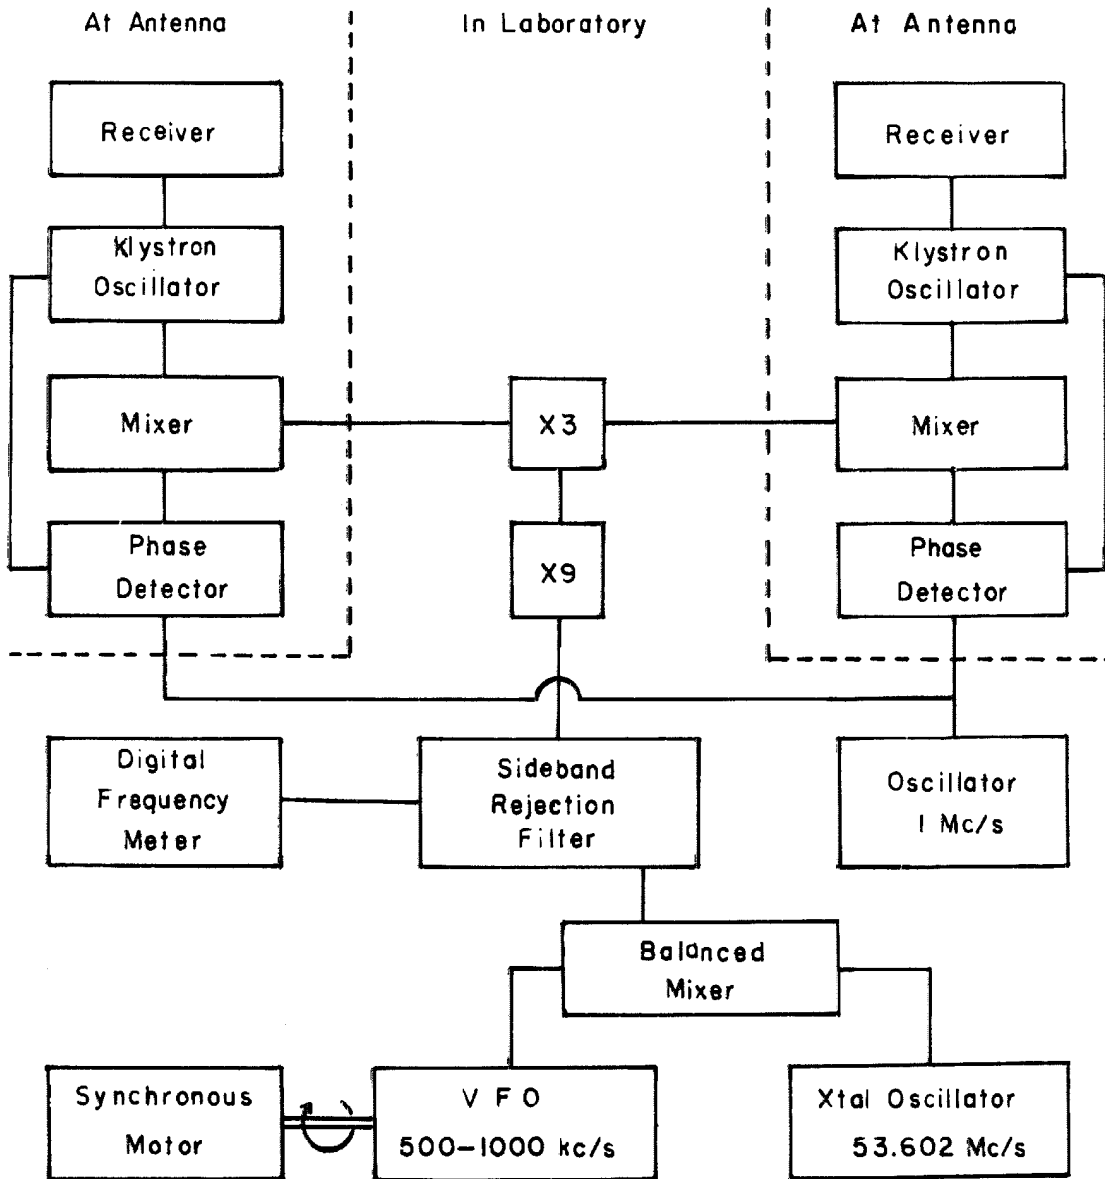 At Antenna
In Laboratory
At Antenna
Receiver
Receiver
Klystron
Oscillator
Klystron
Oscillator
Mixer
X3
Mixer
Phase
Detector
X9
Phase
Detector
Digital
Frequency
Meter
Sideband
Rejection
Filter
Oscillator
1 Mc/s
Balanced
Mixer
Synchronous
Motor
V F O
500-1000 kc/s
Xtal Oscillator
53.602 Mc/s